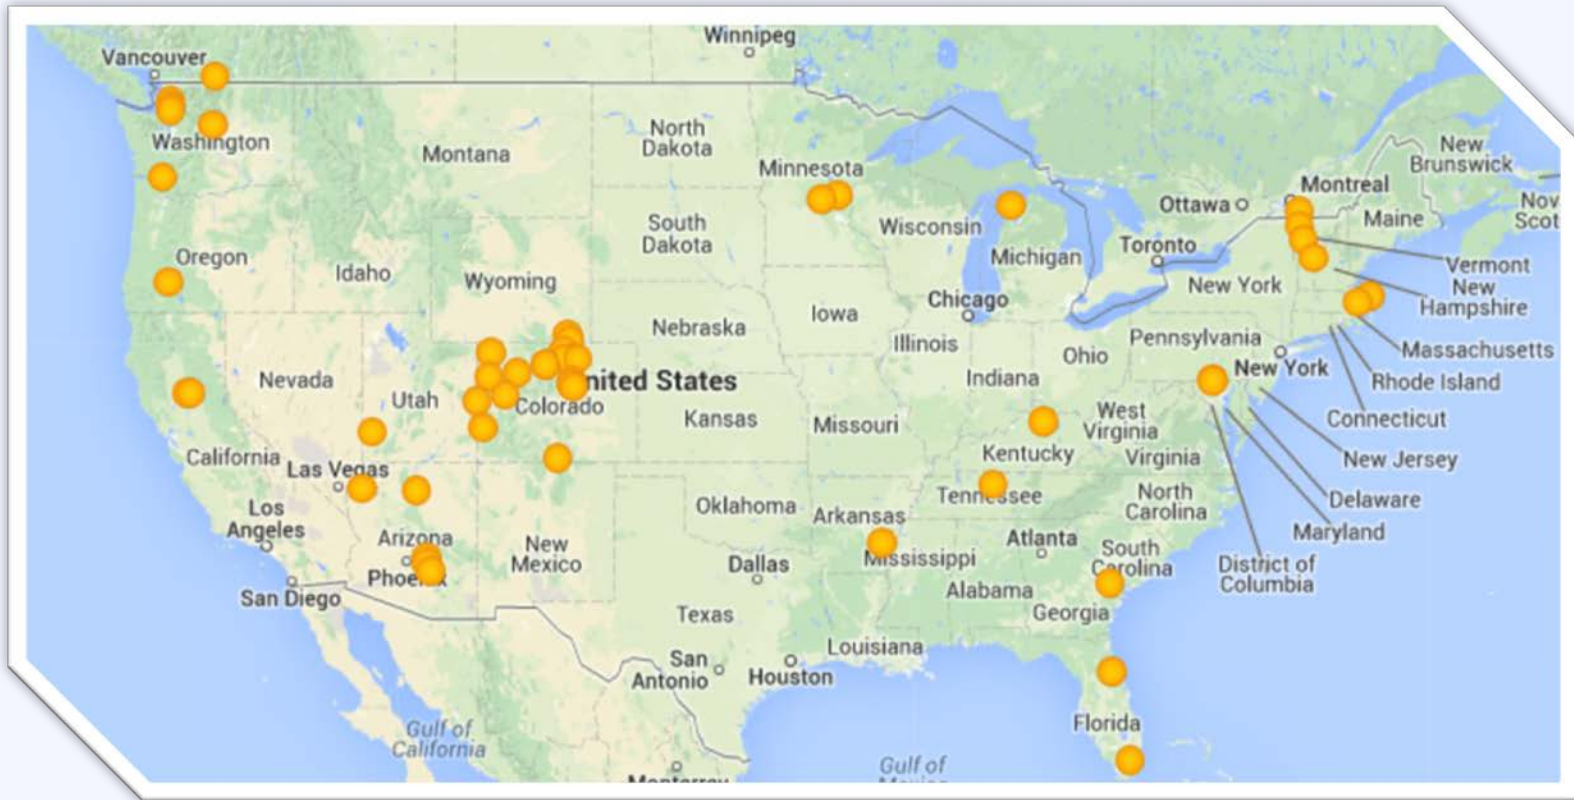 Winnipeg
Vancouver
Washington
Montana
North
Dakota
Minnesota
New
Brunswick
Montreal
Ottawa
Nov
Scot
Maine
South
Dakota
Wisconsin
Oregon
Idaho
Wyoming
Michigan
Toronto
Vermont
New
Hampshire
New York
Chicago
Iowa
Nebraska
Illinois
Ohio
Pennsylvania
Massachusetts
New York
Rhode Island
Nevada
Utah
nited States
Colorado
Indiana
Connecticut
Kansas
Missouri
West
Virginia
Kentucky
Virginia
New Jersey
California
Las Vegas
Delaware
Maryland
Los
Angeles
Oklahoma
Arkansas
Tennessee
North
Carolina
Arizona
New
Mexico
Phoenix
Dallas
Mississippi
Atlanta
South
Carolina
District of
Columbia
San Diego
Alabama
Georgia
Texas
Louisiana
San
Antonio
Houston
Florida
Gulf of
California
Gulf of
Mexico
Monterrey